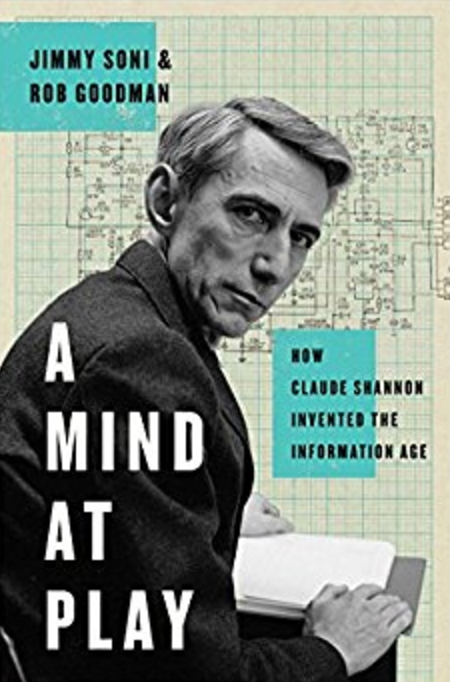 JIMMY SONI &
ROB GOODMAN
HOW
CLAUDE SHANNON
INVENTED THE
INFORMATION AGE
A
MIND
AT
PLAY